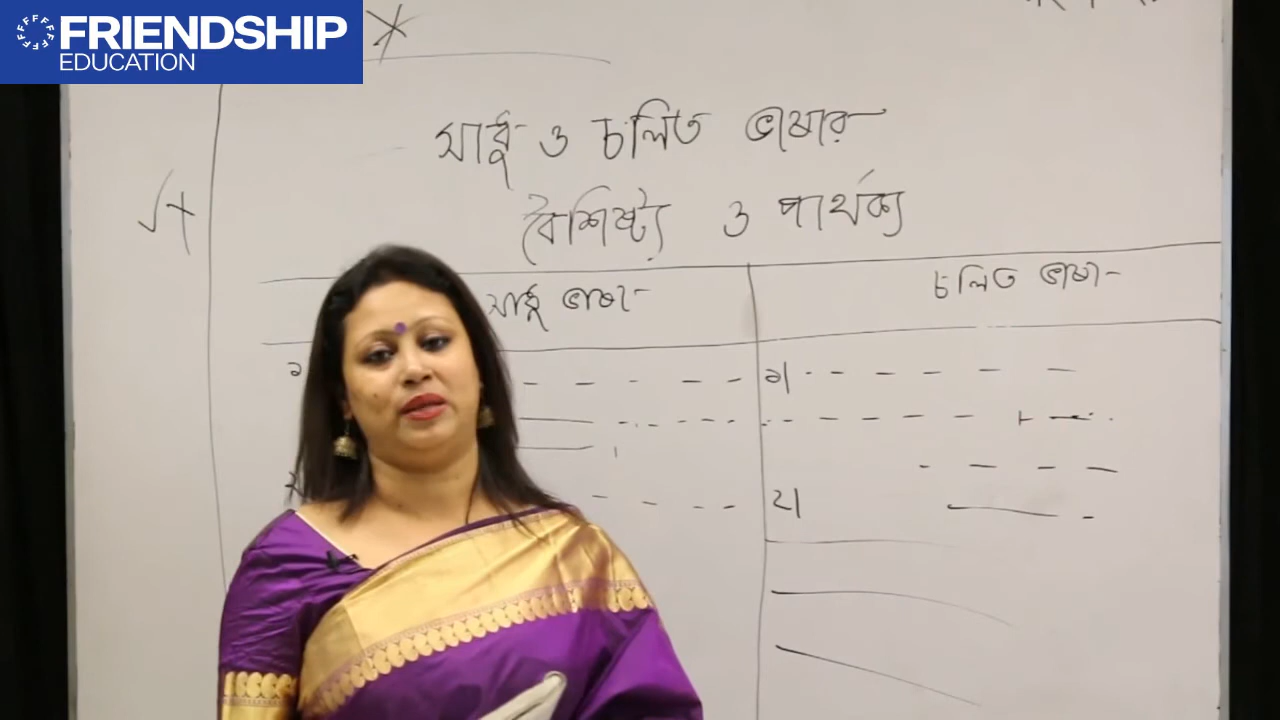 FRIENDSHIP
EDUCATION
সাধু ও চলিত ভাষার
বৈশিষ্ট্য ও পার্থক্য
সাধু ভাষা
চলিত ভাষা
১।
২।